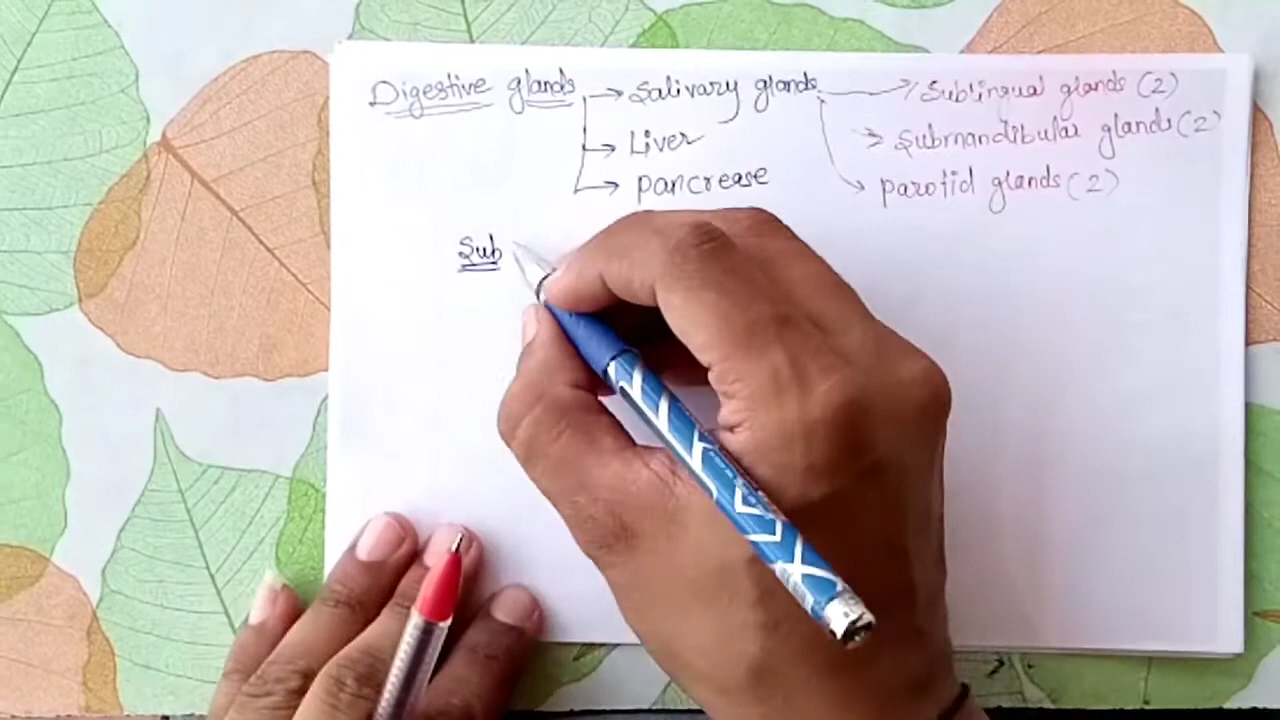 Digestive glands → Salivary glands → Sublingual glands (2)
→ Liver → Submandibular glands (2)
→ pancrease → parotid glands (2)
Sub